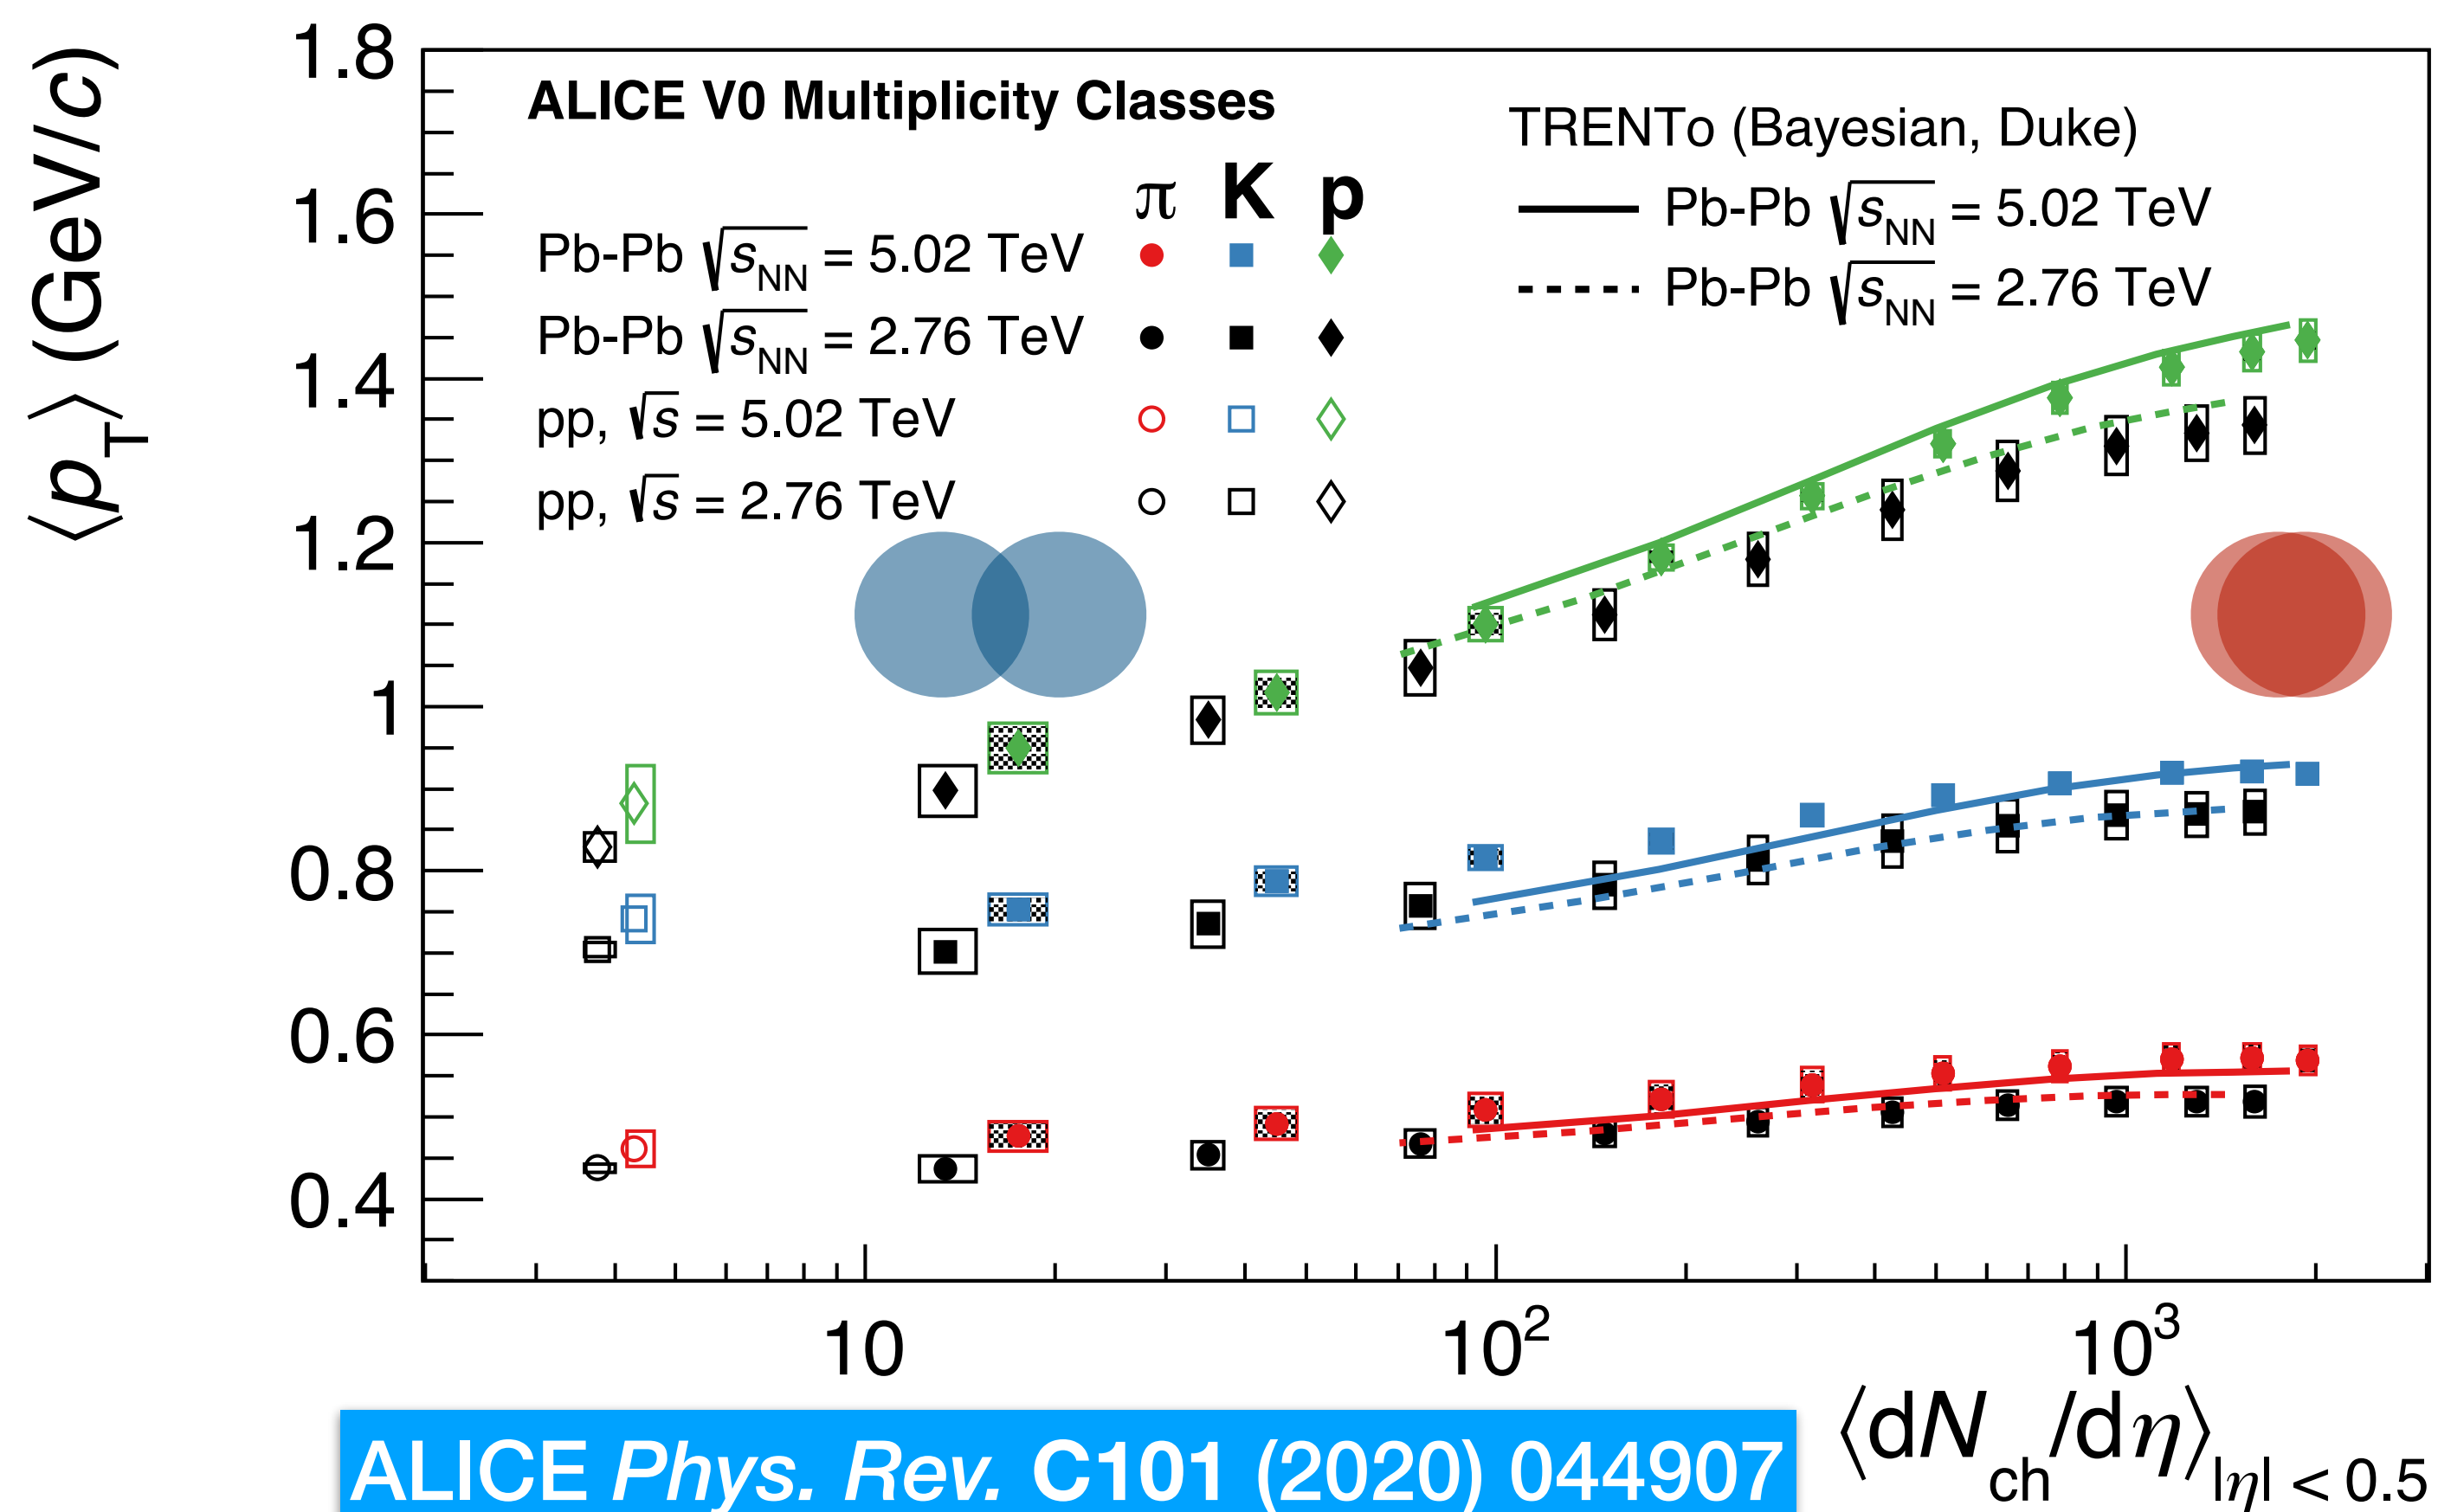 ⟨pT⟩ (GeV//c)
1.8
1.6
1.4
1.2
1
0.8
0.6
0.4
ALICE V0 Multiplicity Classes
π K p
Pb-Pb √sNN = 5.02 TeV
Pb-Pb √sNN = 2.76 TeV
pp, √s = 5.02 TeV
pp, √s = 2.76 TeV
TRENTo (Bayesian, Duke)
Pb-Pb √sNN = 5.02 TeV
Pb-Pb √sNN = 2.76 TeV
10 10² 10³
⟨dNch/dη⟩|η| < 0.5
ALICE Phys. Rev. C101 (2020) 044907